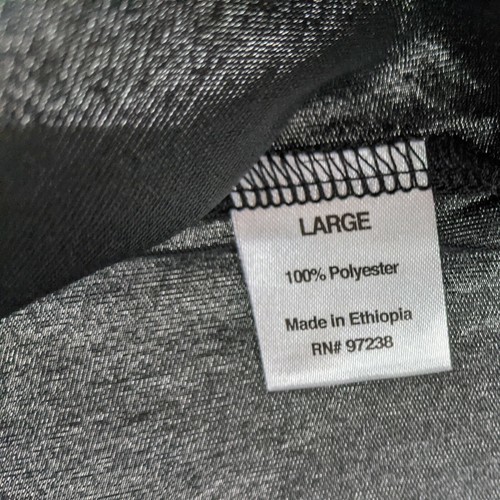 LARGE
100% Polyester
Made in Ethiopia
RN# 97238